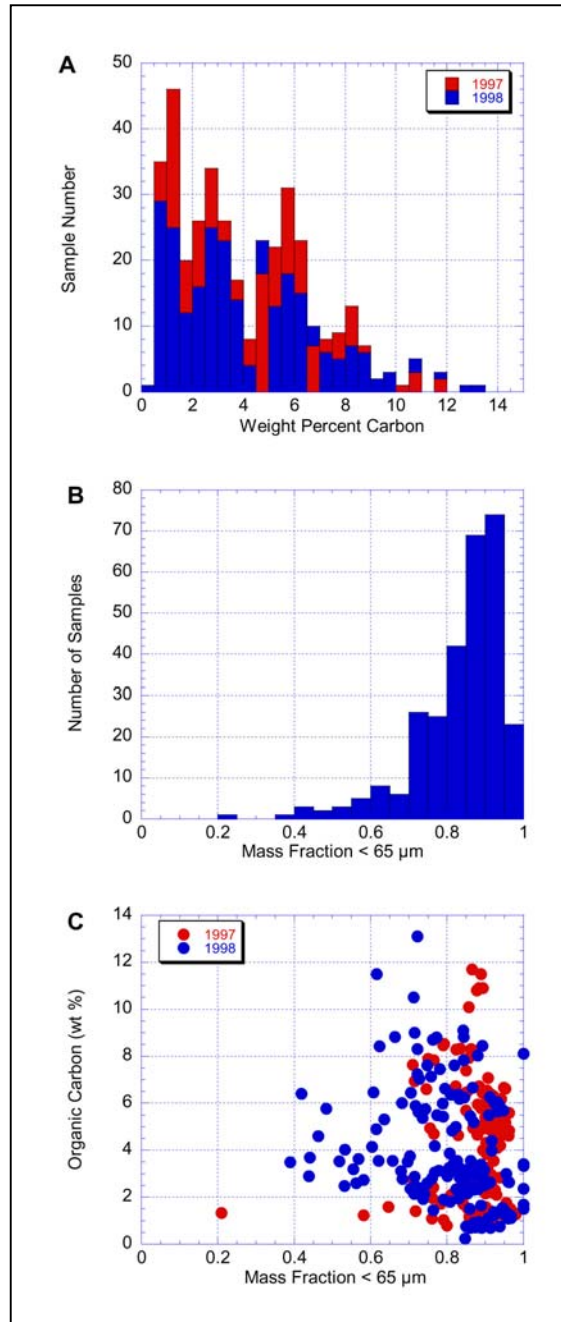 A
50
40
30
20
10
0
Sample Number
1997
1998
0 2 4 6 8 10 12 14
Weight Percent Carbon
B
80
70
60
50
40
30
20
10
0
Number of Samples
0 0.2 0.4 0.6 0.8 1
Mass Fraction < 65 µm
C
14
12
10
8
6
4
2
0
Organic Carbon (wt %)
1997
1998
0 0.2 0.4 0.6 0.8 1
Mass Fraction < 65 µm